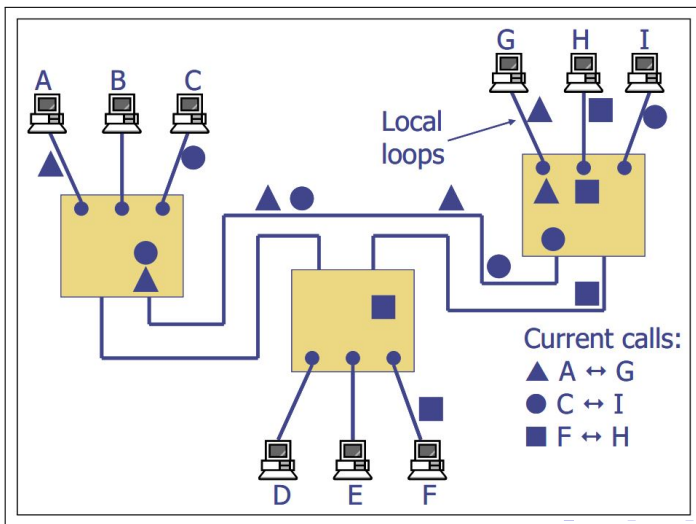 A B C
G H I
Local
loops
Current calls:
A ↔ G
C ↔ I
F ↔ H
D E F